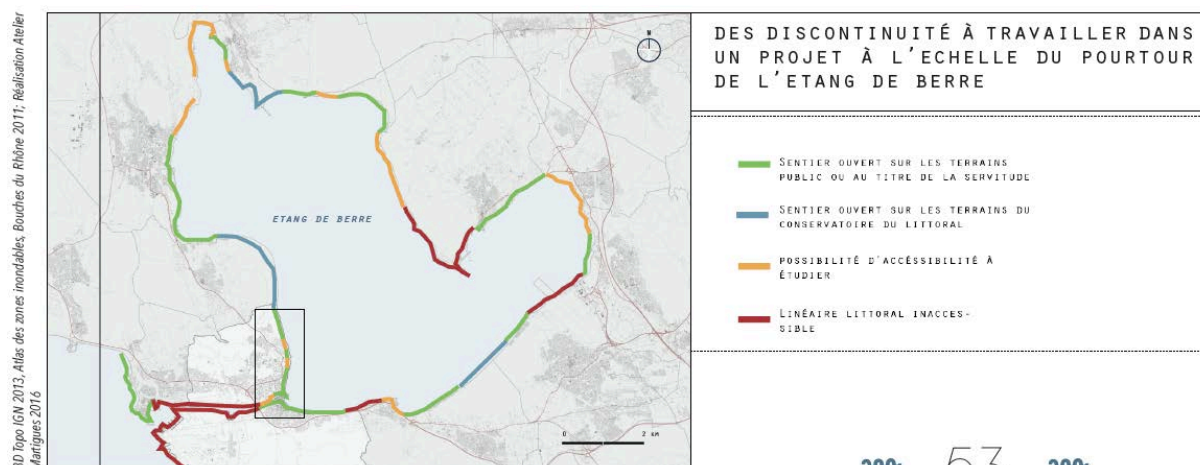 BD Topo IGN 2013, Atlas des zones inondables, Bouches du Rhône 2011; Réalisation Atelier
Martigues 2016
N
ETANG DE BERRE
0 2 KM
DES DISCONTINUITÉ À TRAVAILLER DANS
UN PROJET À L'ECHELLE DU POURTOUR
DE L'ETANG DE BERRE
SENTIER OUVERT SUR LES TERRAINS
PUBLIC OU AU TITRE DE LA SERVITUDE
SENTIER OUVERT SUR LES TERRAINS DU
CONSERVATOIRE DU LITTORAL
POSSIBILITÉ D'ACCÉSSIBILITÉ À
ÉTUDIER
LINÉAIRE LITTORAL INACCES-
SIBLE
53